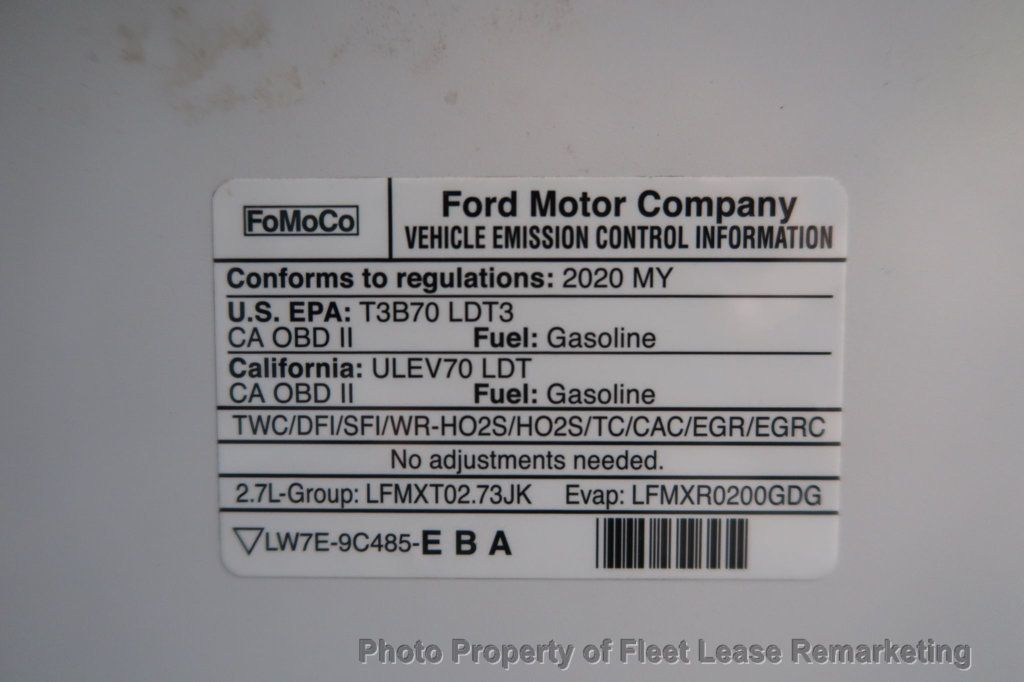 FoMoCo
Ford Motor Company
VEHICLE EMISSION CONTROL INFORMATION
Conforms to regulations: 2020 MY
U.S. EPA: T3B70 LDT3
CA OBD II Fuel: Gasoline
California: ULEV70 LDT
CA OBD II Fuel: Gasoline
TWC/DFI/SFI/WR-HO2S/HO2S/TC/CAC/EGR/EGRC
No adjustments needed.
2.7L-Group: LFMXT02.73JK Evap: LFMXR0200GDG
LW7E-9C485-E B A
Photo Property of Fleet Lease Remarketing